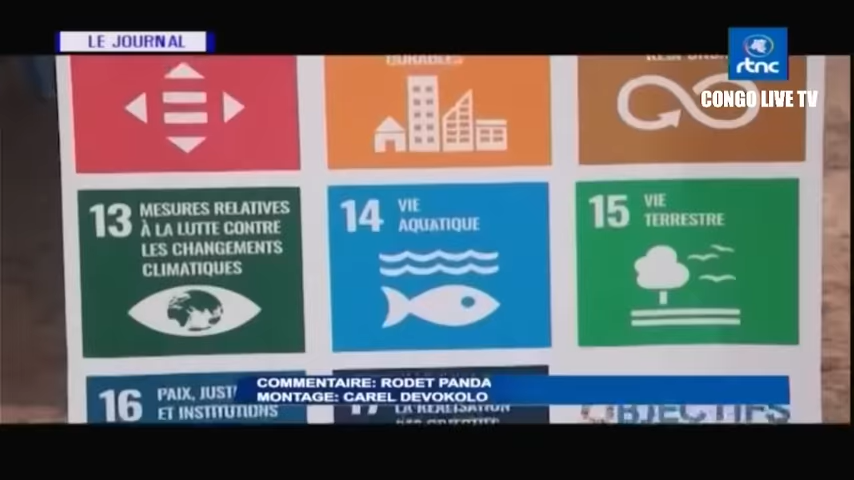 LE JOURNAL
rtnc
CONGO LIVE TV
DURABLES
13 MESURES RELATIVES
À LA LUTTE CONTRE
LES CHANGEMENTS
CLIMATIQUES
14 VIE
AQUATIQUE
15 VIE
TERRESTRE
16 PAIX,
ET INSTITUTIONS
17
LA RÉALISATION
OBJECTIFS
COMMENTAIRE: RODET PANDA
MONTAGE: CAREL DEVOKOLO